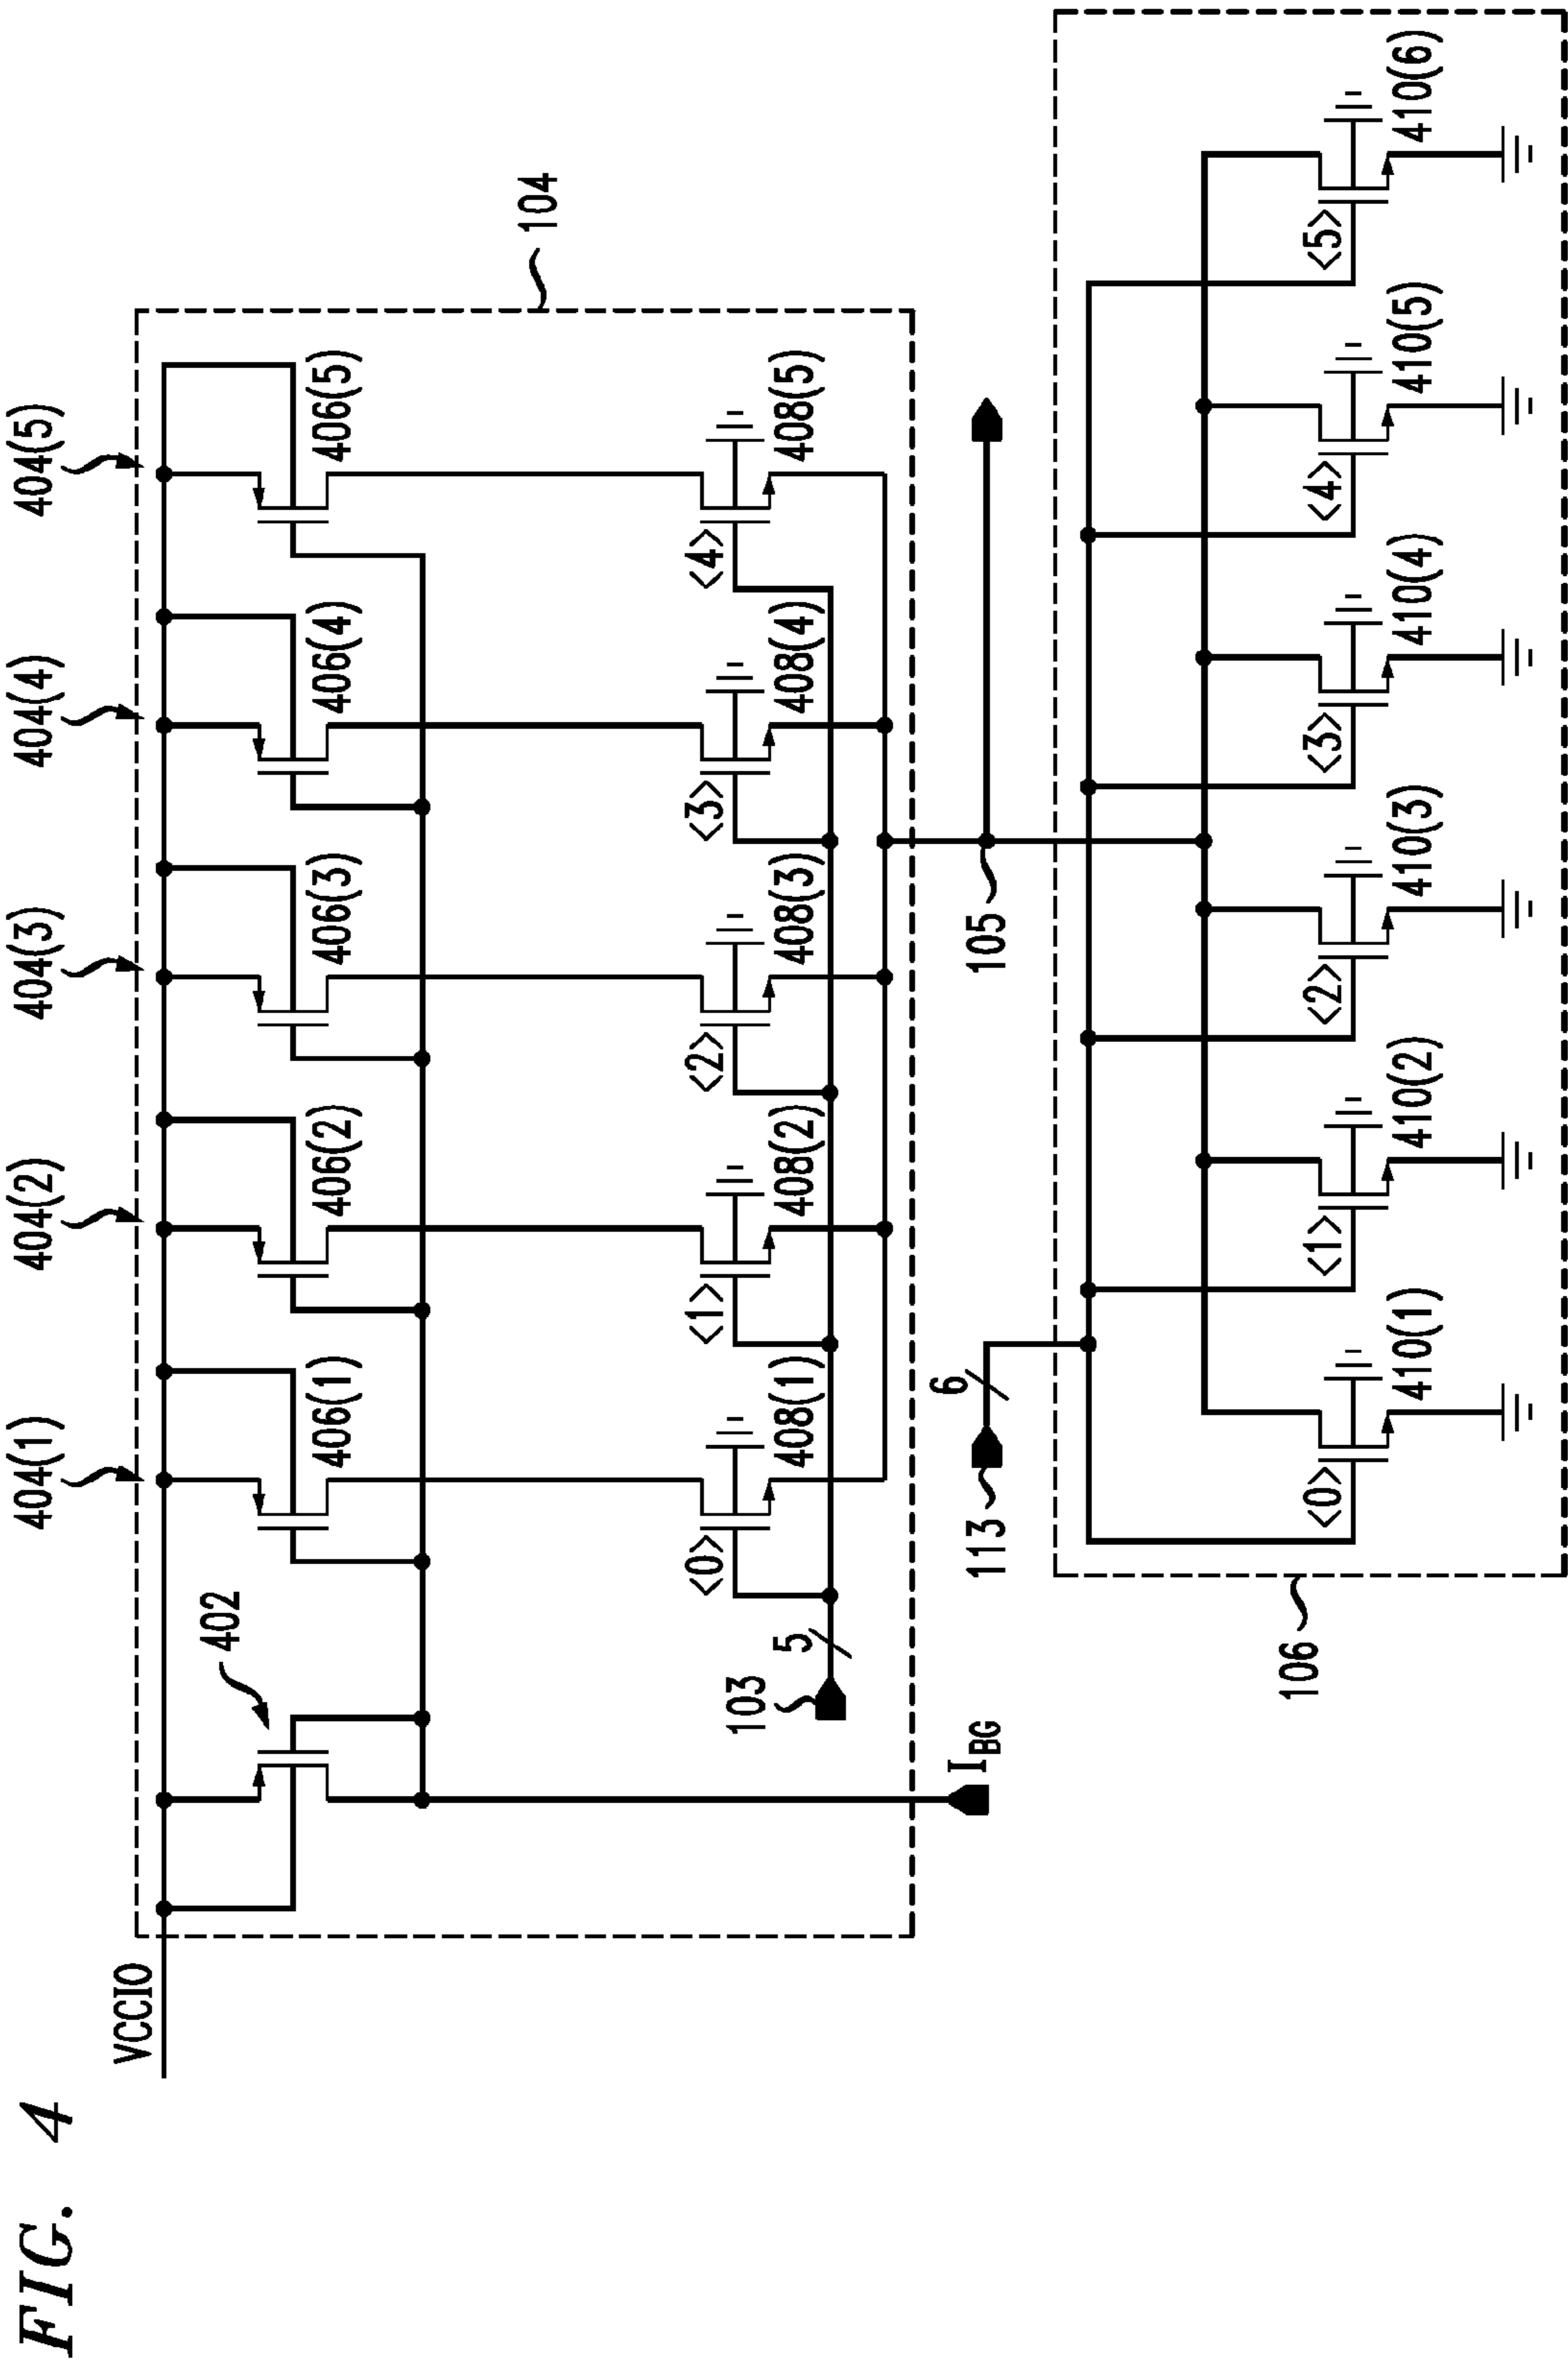 FIG. 4
404(1) 404(2) 404(3) 404(4) 404(5)
VCCIO
402
406(1) 406(2) 406(3) 406(4) 406(5)
104
<0> <1> <2> <3> <4>
103
5
408(1) 408(2) 408(3) 408(4) 408(5)
IBG
113
6
105
106
<0> <1> <2> <3> <4> <5>
410(1) 410(2) 410(3) 410(4) 410(5) 410(6)